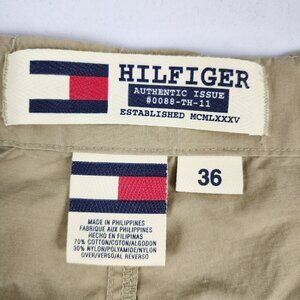 HILFIGER
AUTHENTIC ISSUE
#0088-TH-11
ESTABLISHED MCMLXXXV
36
MADE IN PHILIPPINES
FABRIQUE AUX PHILIPPINES
HECHO EN FILIPINAS
70% COTTON/COTON/ALGODON
30% NYLON/POLYAMIDE/NYLON
OVER/VERSO/AL REVERSO